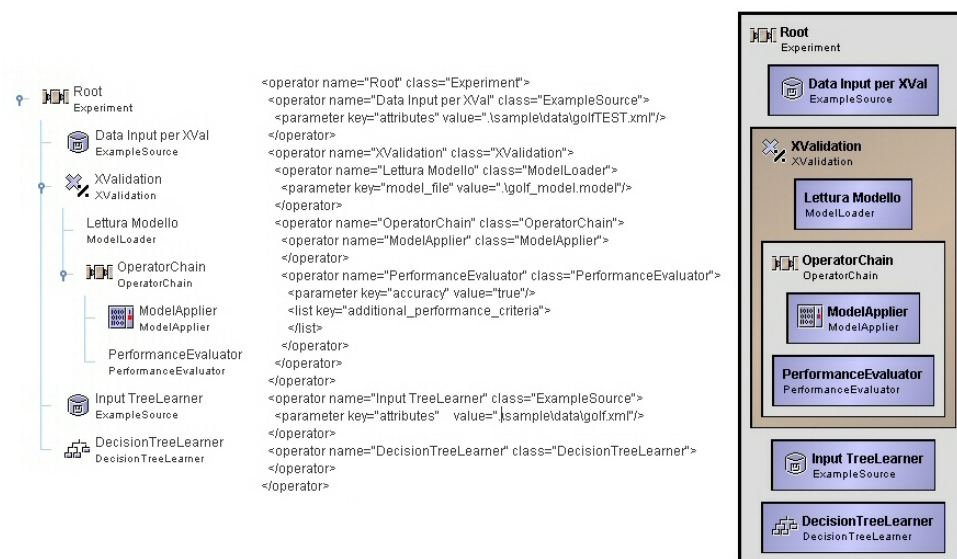 Root
Experiment
Data Input per XVal
ExampleSource
XValidation
XValidation
Lettura Modello
ModelLoader
OperatorChain
OperatorChain
ModelApplier
ModelApplier
PerformanceEvaluator
PerformanceEvaluator
Input TreeLearner
ExampleSource
DecisionTreeLearner
DecisionTreeLearner
<operator name="Root" class="Experiment">
<operator name="Data Input per XVal" class="ExampleSource">
<parameter key="attributes" value=".\sample\data\golfTEST.xml"/>
</operator>
<operator name="XValidation" class="XValidation">
<operator name="Lettura Modello" class="ModelLoader">
<parameter key="model_file" value=".\golf_model.model"/>
</operator>
<operator name="OperatorChain" class="OperatorChain">
<operator name="ModelApplier" class="ModelApplier">
</operator>
<operator name="PerformanceEvaluator" class="PerformanceEvaluator">
<parameter key="accuracy" value="true"/>
<list key="additional_performance_criteria">
</list>
</operator>
</operator>
</operator>
<operator name="Input TreeLearner" class="ExampleSource">
<parameter key="attributes" value=".\sample\data\golf.xml"/>
</operator>
<operator name="DecisionTreeLearner" class="DecisionTreeLearner">
</operator>
</operator>
Root
Experiment
Data Input per XVal
ExampleSource
XValidation
XValidation
Lettura Modello
ModelLoader
OperatorChain
OperatorChain
ModelApplier
ModelApplier
PerformanceEvaluator
PerformanceEvaluator
Input TreeLearner
ExampleSource
DecisionTreeLearner
DecisionTreeLearner